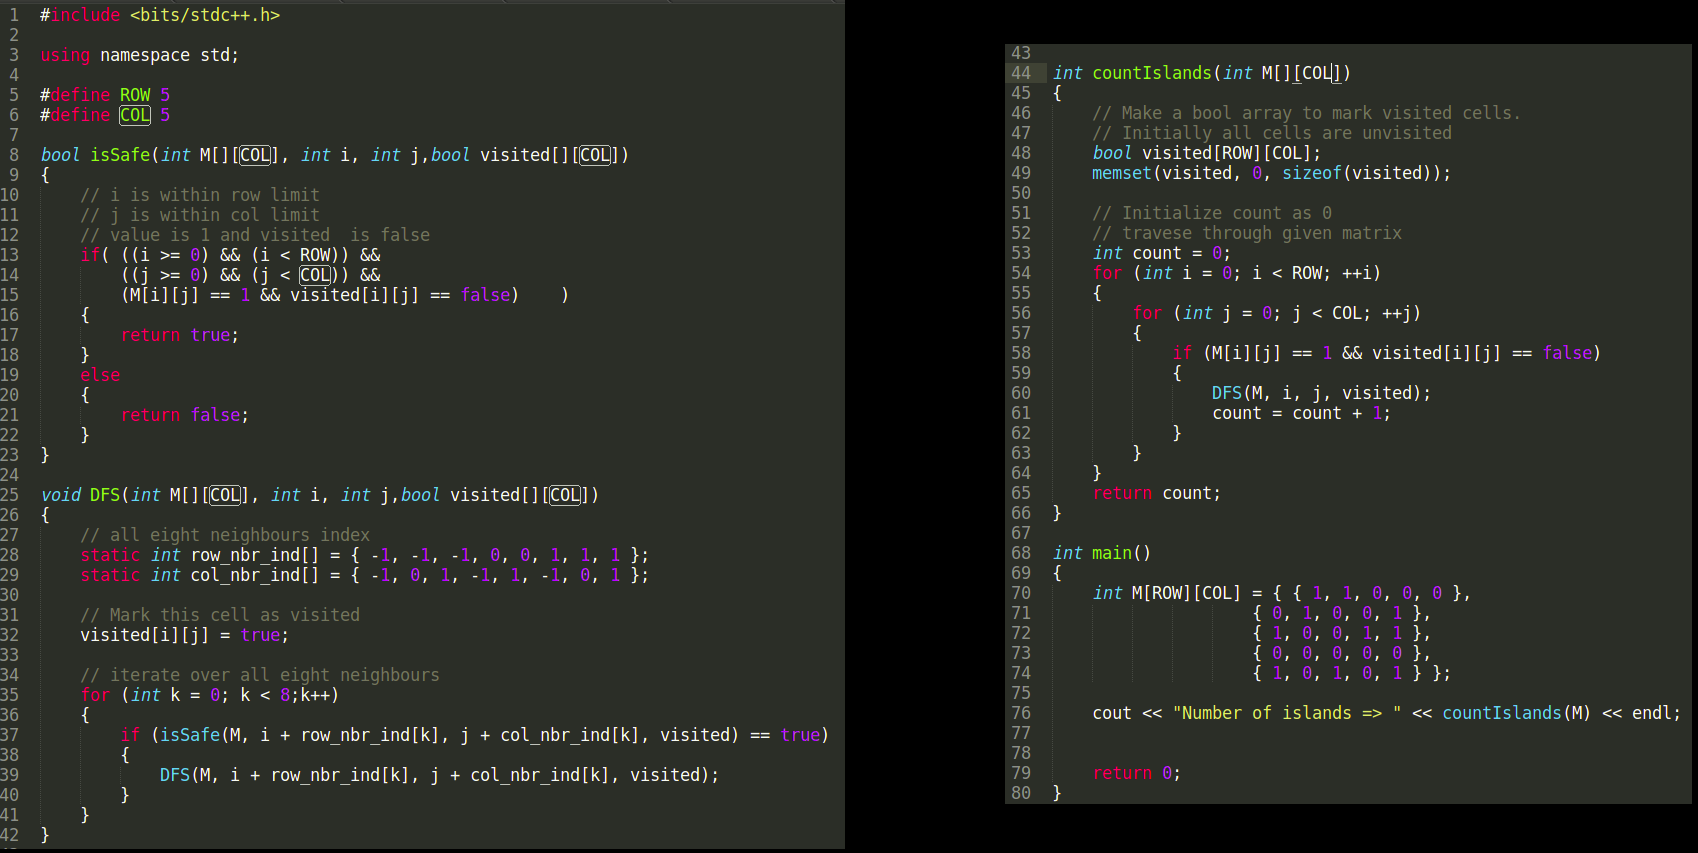 1 #include <bits/stdc++.h>
2
3 using namespace std;
4
5 #define ROW 5
6 #define COL 5
7
8 bool isSafe(int M[][COL], int i, int j,bool visited[][COL])
9 {
10 // i is within row limit
11 // j is within col limit
12 // value is 1 and visited  is false
13 if( ((i >= 0) && (i < ROW)) &&
14 ((j >= 0) && (j < COL)) &&
15 (M[i][j] == 1 && visited[i][j] == false)    )
16 {
17 return true;
18 }
19 else
20 {
21 return false;
22 }
23 }
24
25 void DFS(int M[][COL], int i, int j,bool visited[][COL])
26 {
27 // all eight neighbours index
28 static int row_nbr_ind[] = { -1, -1, -1, 0, 0, 1, 1, 1 };
29 static int col_nbr_ind[] = { -1, 0, 1, -1, 1, -1, 0, 1 };
30
31 // Mark this cell as visited
32 visited[i][j] = true;
33
34 // iterate over all eight neighbours
35 for (int k = 0; k < 8;k++)
36 {
37 if (isSafe(M, i + row_nbr_ind[k], j + col_nbr_ind[k], visited) == true)
38 {
39 DFS(M, i + row_nbr_ind[k], j + col_nbr_ind[k], visited);
40 }
41 }
42 }
43
44 int countIslands(int M[][COL])
45 {
46 // Make a bool array to mark visited cells.
47 // Initially all cells are unvisited
48 bool visited[ROW][COL];
49 memset(visited, 0, sizeof(visited));
50
51 // Initialize count as 0
52 // travese through given matrix
53 int count = 0;
54 for (int i = 0; i < ROW; ++i)
55 {
56 for (int j = 0; j < COL; ++j)
57 {
58 if (M[i][j] == 1 && visited[i][j] == false)
59 {
60 DFS(M, i, j, visited);
61 count = count + 1;
62 }
63 }
64 }
65 return count;
66 }
67
68 int main()
69 {
70 int M[ROW][COL] = { { 1, 1, 0, 0, 0 },
71 { 0, 1, 0, 0, 1 },
72 { 1, 0, 0, 1, 1 },
73 { 0, 0, 0, 0, 0 },
74 { 1, 0, 1, 0, 1 } };
75
76 cout << "Number of islands => " << countIslands(M) << endl;
77
78
79 return 0;
80 }